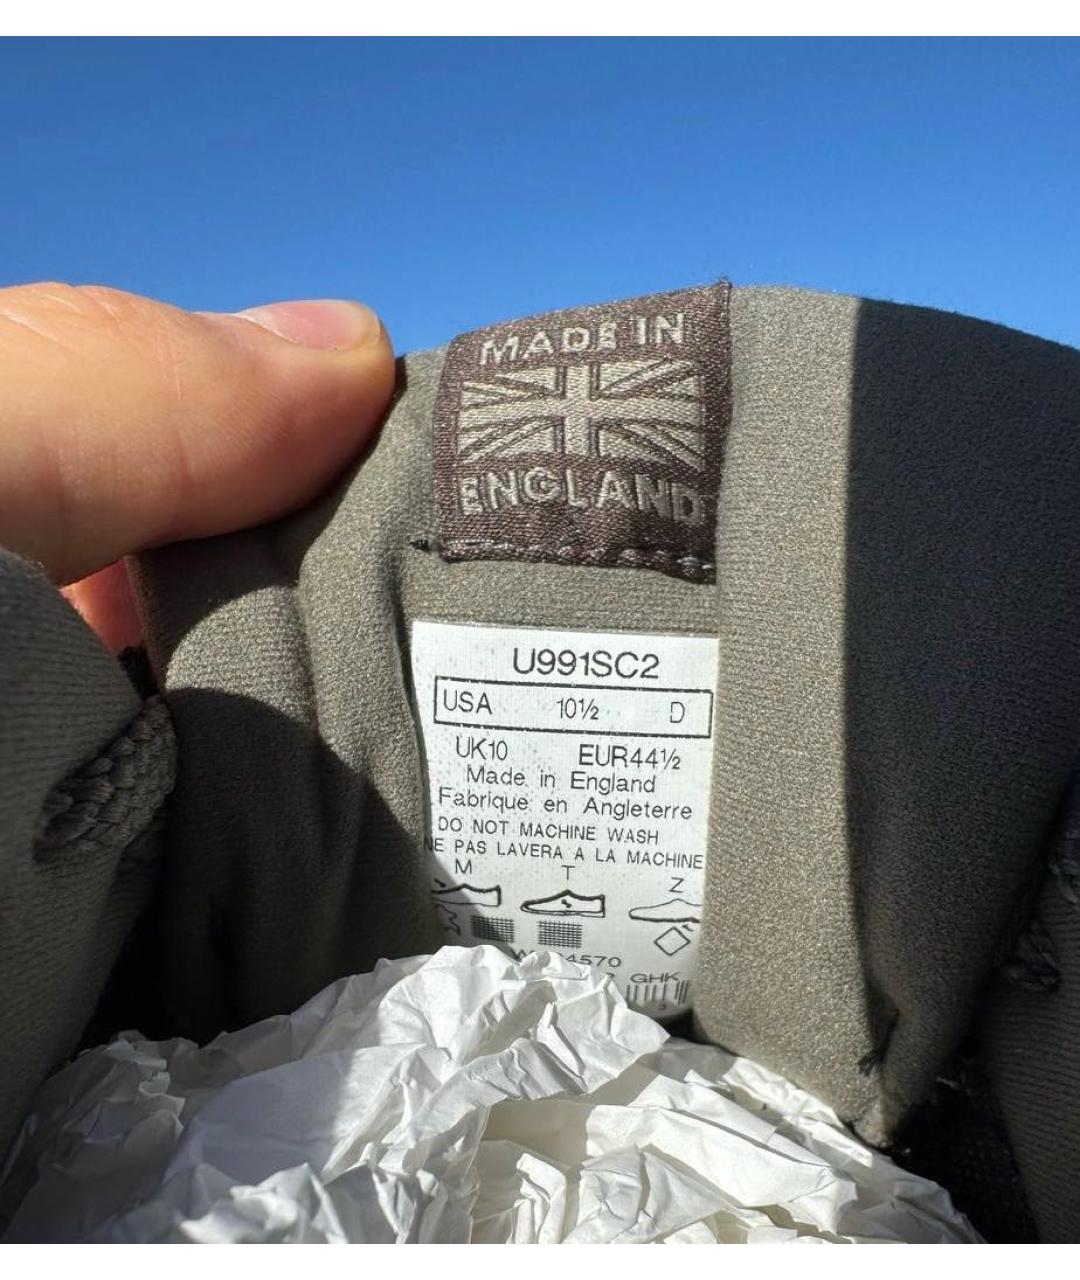 MADE IN
ENGLAND
U991SC2
USA 10½ D
UK10 EUR44½
Made in England
Fabrique en Angleterre
DO NOT MACHINE WASH
NE PAS LAVERA A LA MACHINE
M T Z
4570
GHK